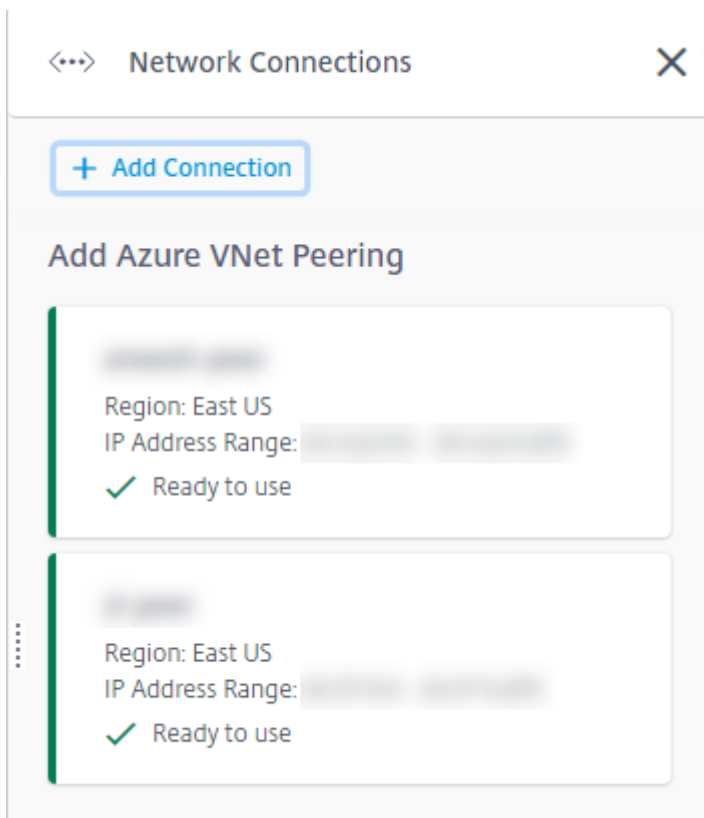 Network Connections
+ Add Connection
Add Azure VNet Peering
Region: East US
IP Address Range:
Ready to use
Region: East US
IP Address Range:
Ready to use